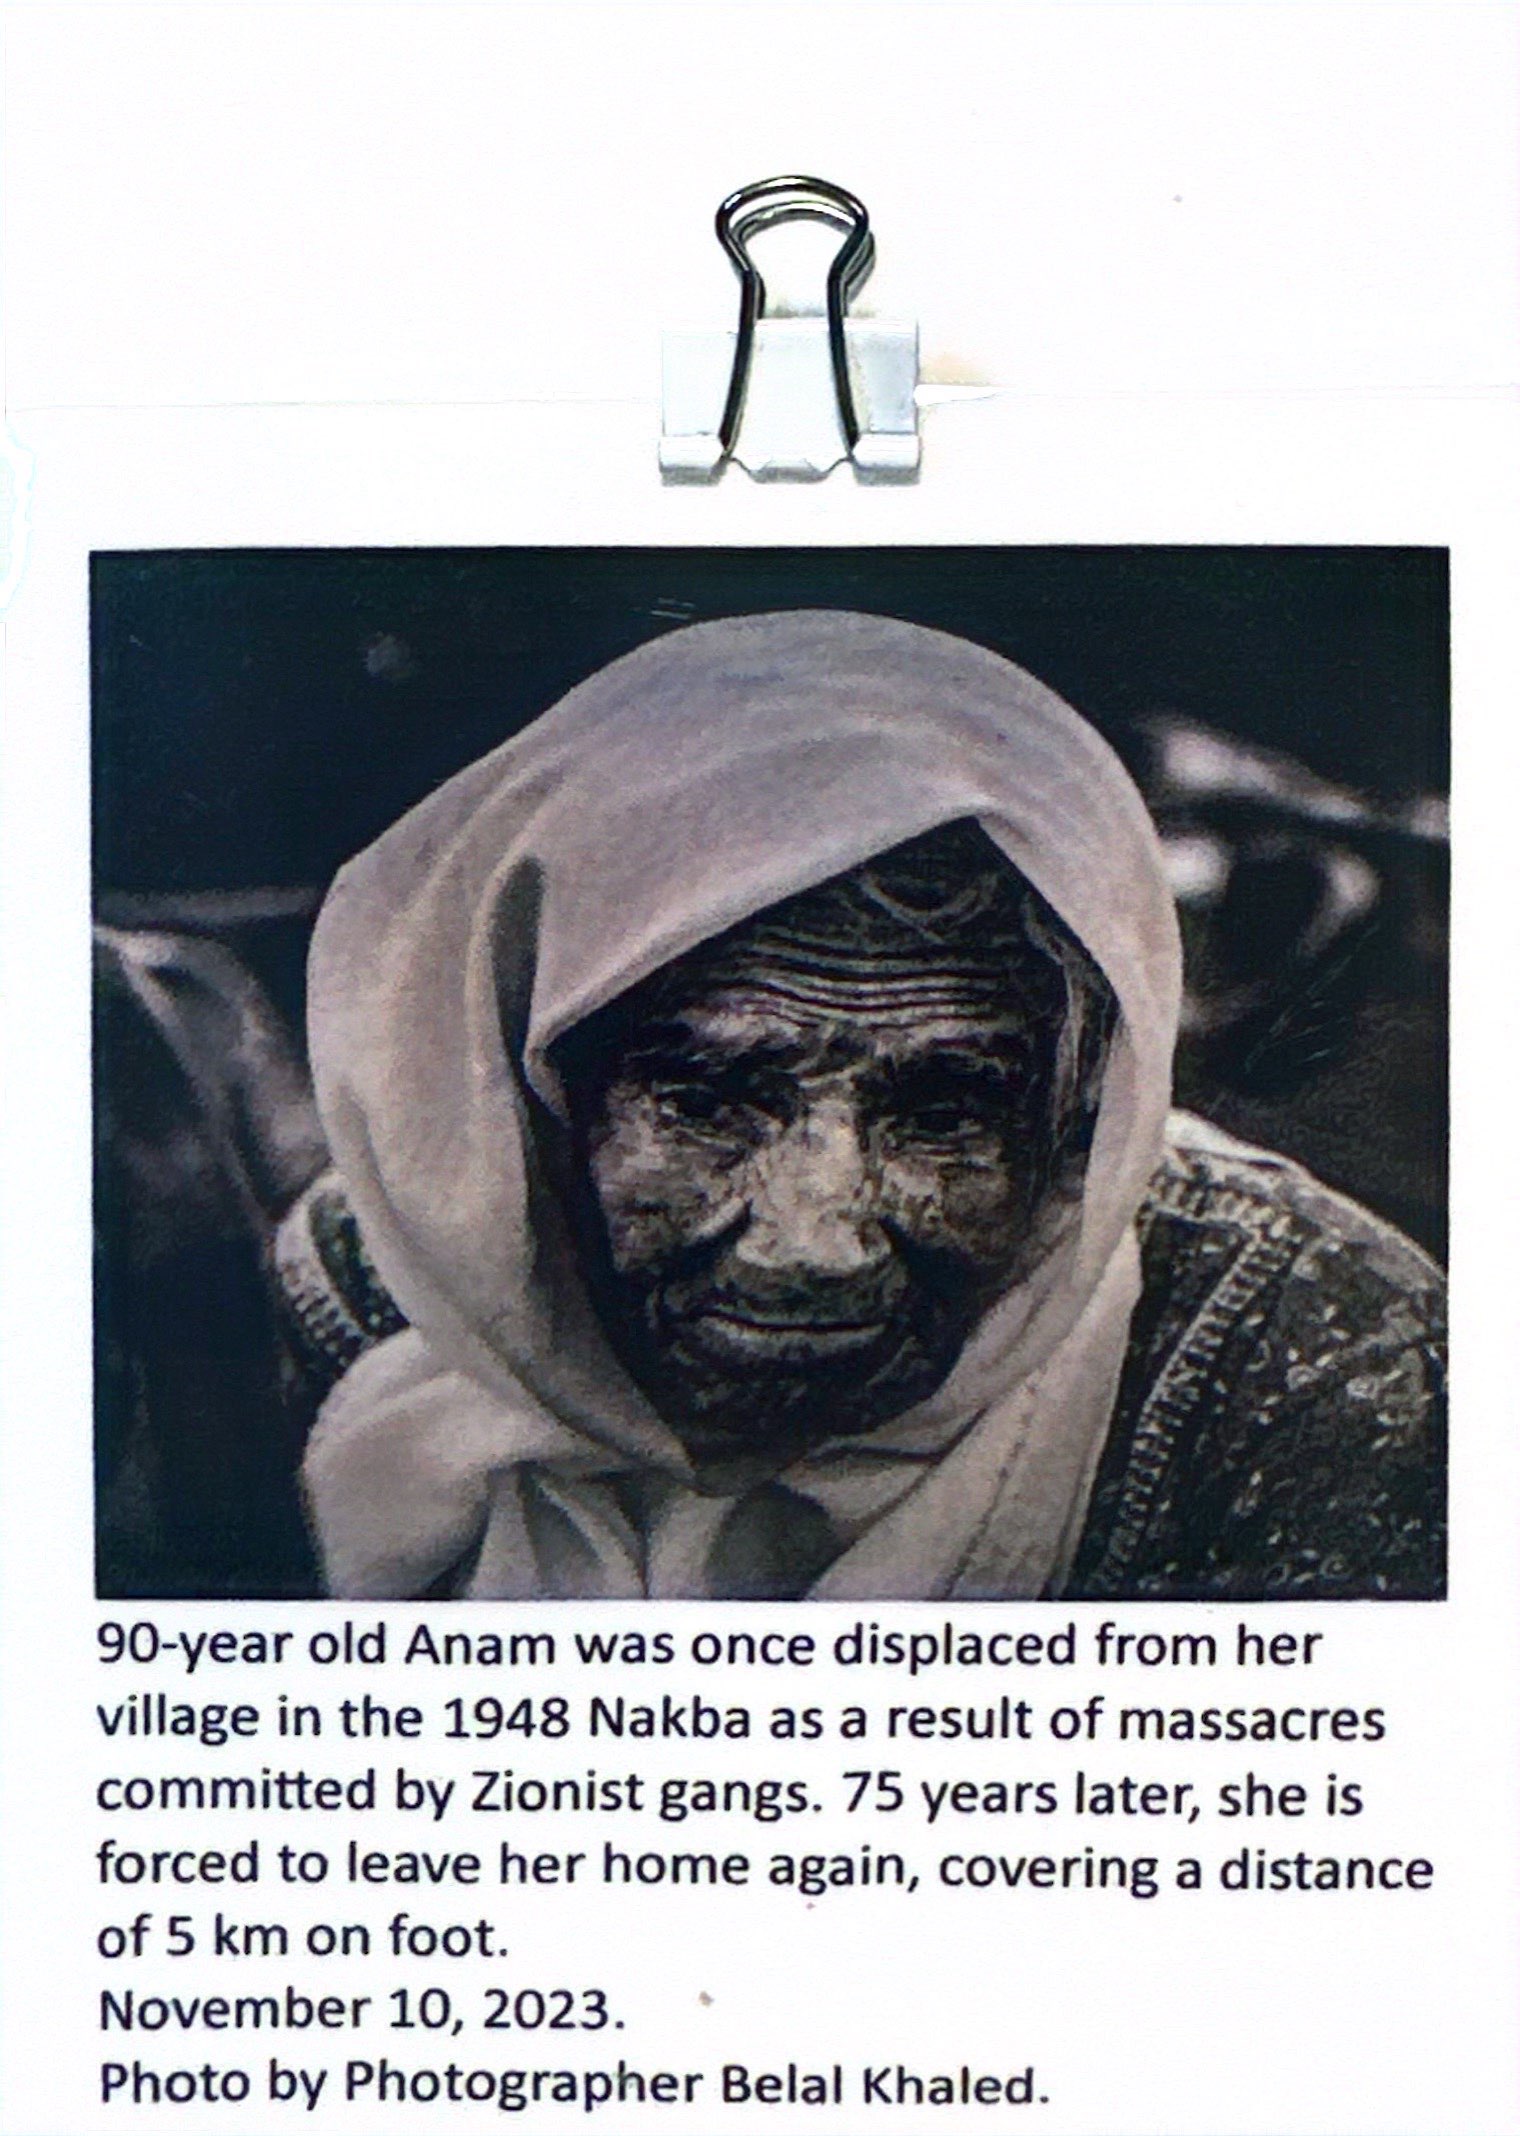 90-year old Anam was once displaced from her
village in the 1948 Nakba as a result of massacres
committed by Zionist gangs. 75 years later, she is
forced to leave her home again, covering a distance
of 5 km on foot.
November 10, 2023.
Photo by Photographer Belal Khaled.